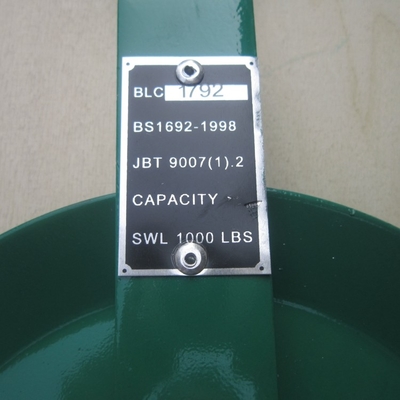 BLC 1792
BS1692-1998
JBT 9007(1).2
CAPACITY
SWL 1000 LBS